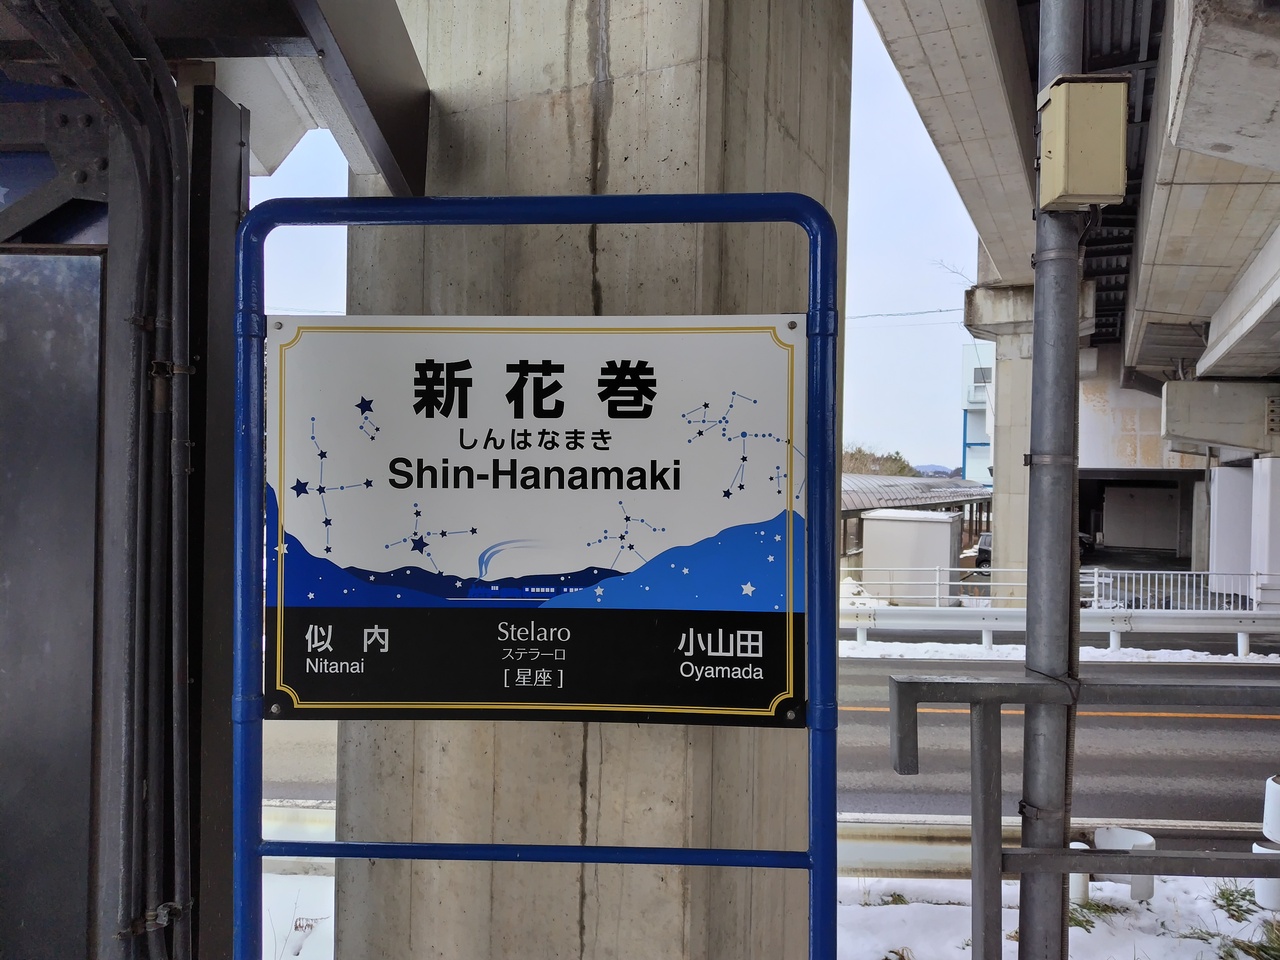 新花巻
しんはなまき
Shin-Hanamaki
似内
Nitanai
Stelaro
ステラーロ
[星座]
小山田
Oyamada